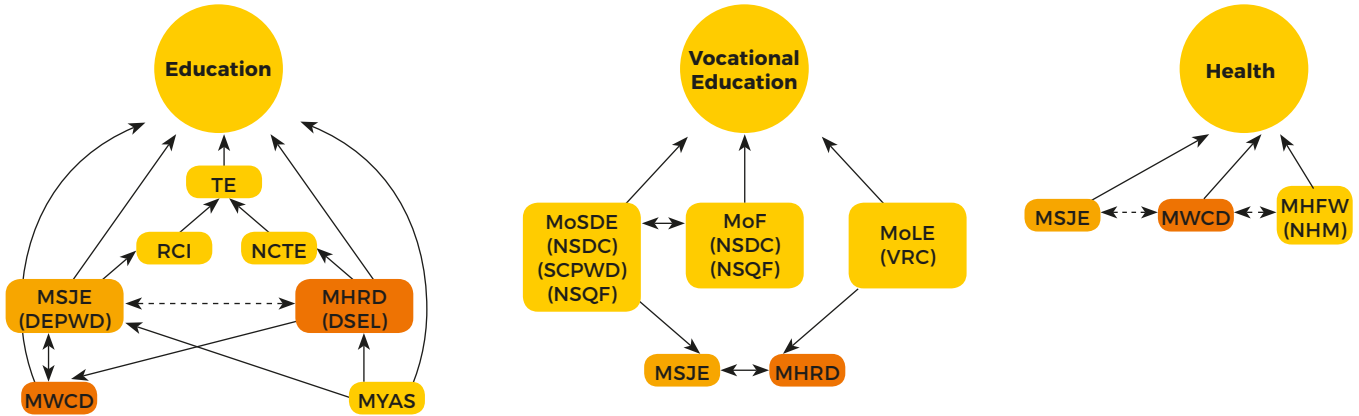 Education
TE
RCI
NCTE
MSJE
(DEPWD)
MHRD
(DSEL)
MWCD
MYAS
Vocational
Education
MoSDE
(NSDC)
(SCPWD)
(NSQF)
MoF
(NSDC)
(NSQF)
MoLE
(VRC)
MSJE
MHRD
Health
MSJE
MWCD
MHFW
(NHM)